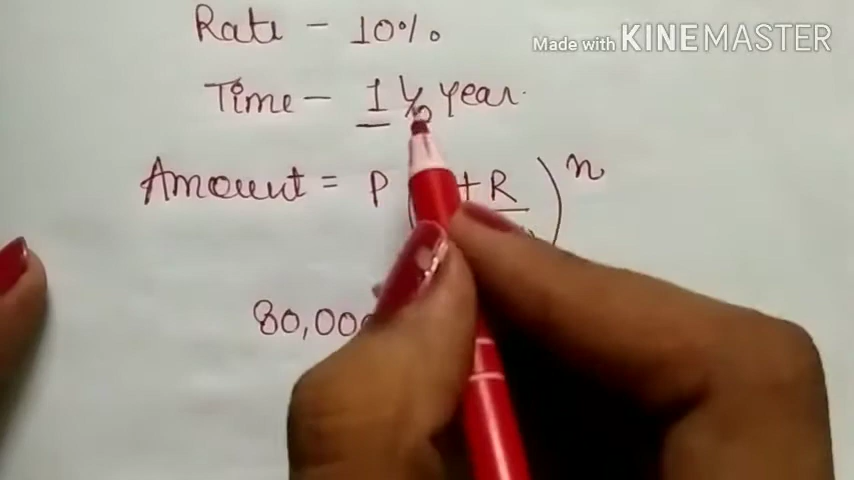 Rate - 10%
Made with KINEMASTER
Time - 1 1/2 year.
Amount = P + R n
80,000